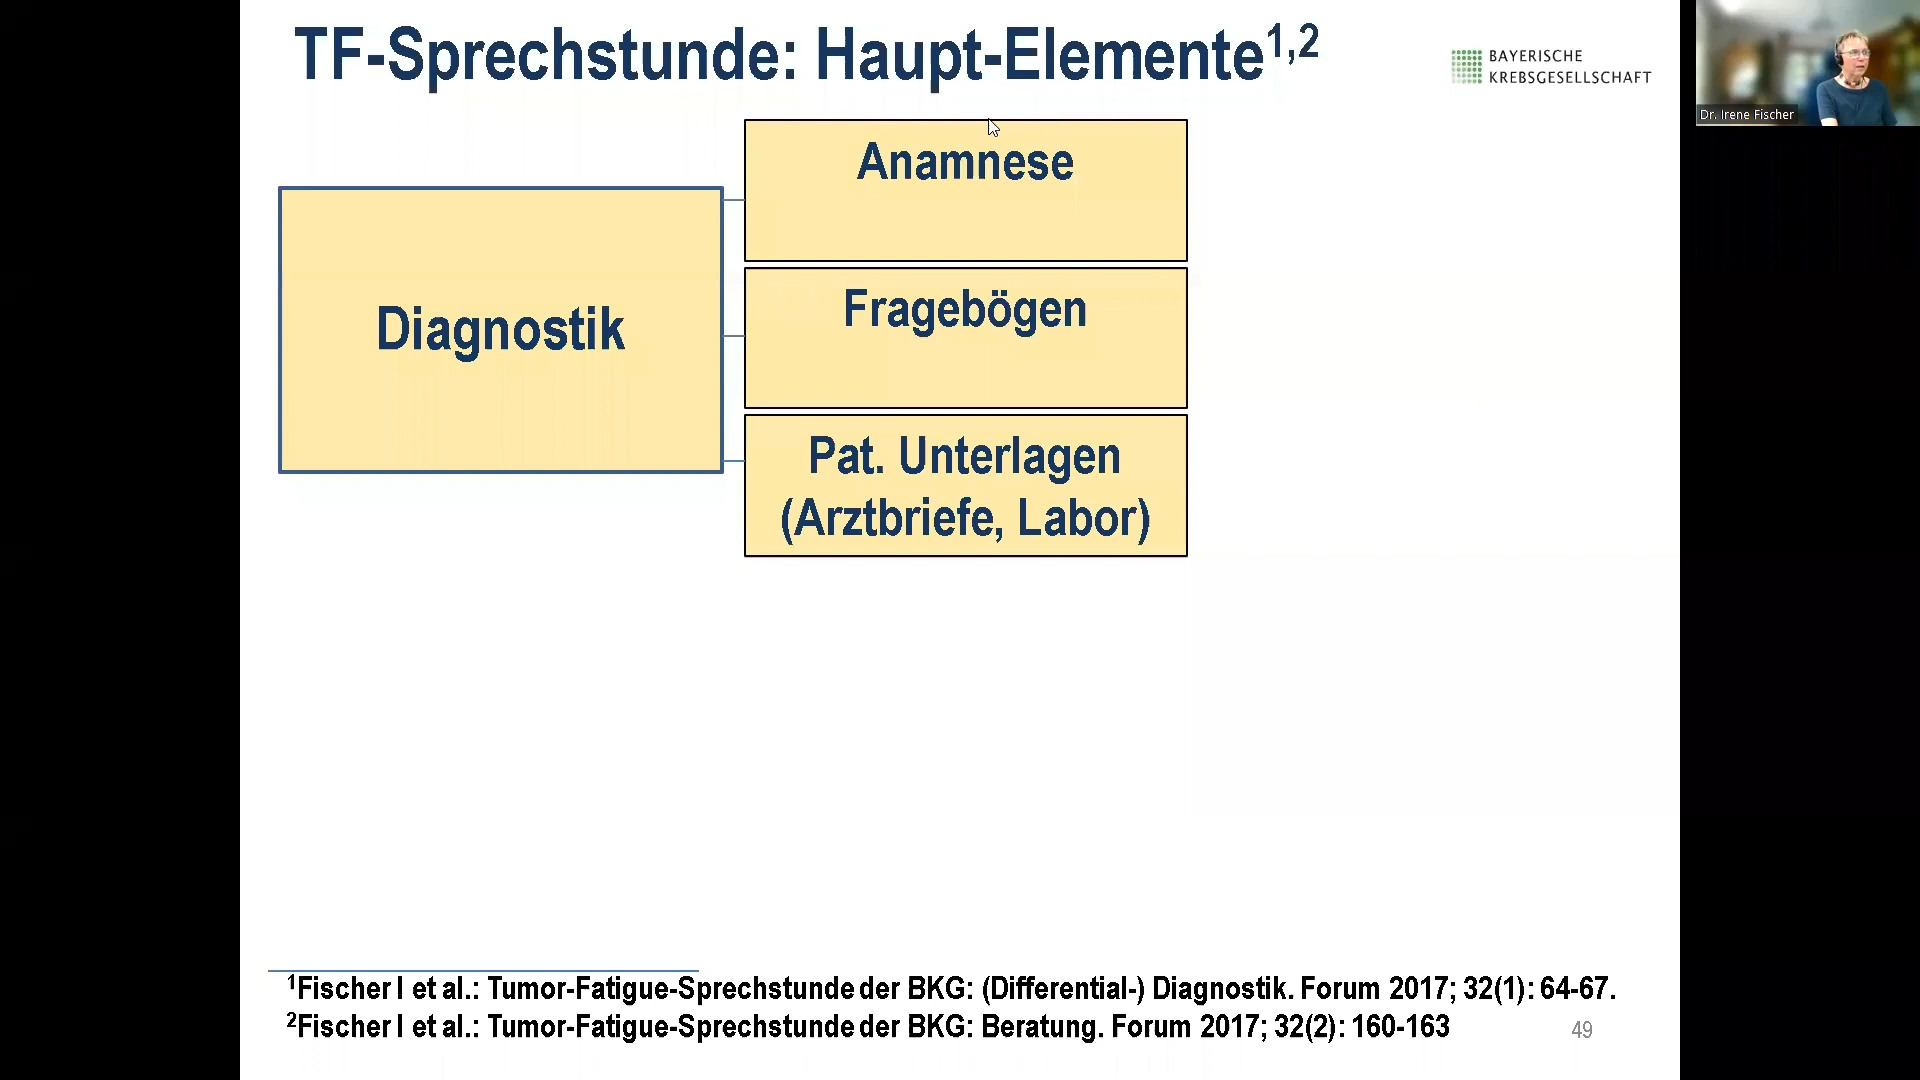 TF-Sprechstunde: Haupt-Elemente1,2
BAYERISCHE
KREBSGESELLSCHAFT
Dr. Irene Fischer
Anamnese
Diagnostik
Fragebögen
Pat. Unterlagen
(Arztbriefe, Labor)
1Fischer I et al.: Tumor-Fatigue-Sprechstunde der BKG: (Differential-) Diagnostik. Forum 2017; 32(1): 64-67.
2Fischer I et al.: Tumor-Fatigue-Sprechstunde der BKG: Beratung. Forum 2017; 32(2): 160-163
49